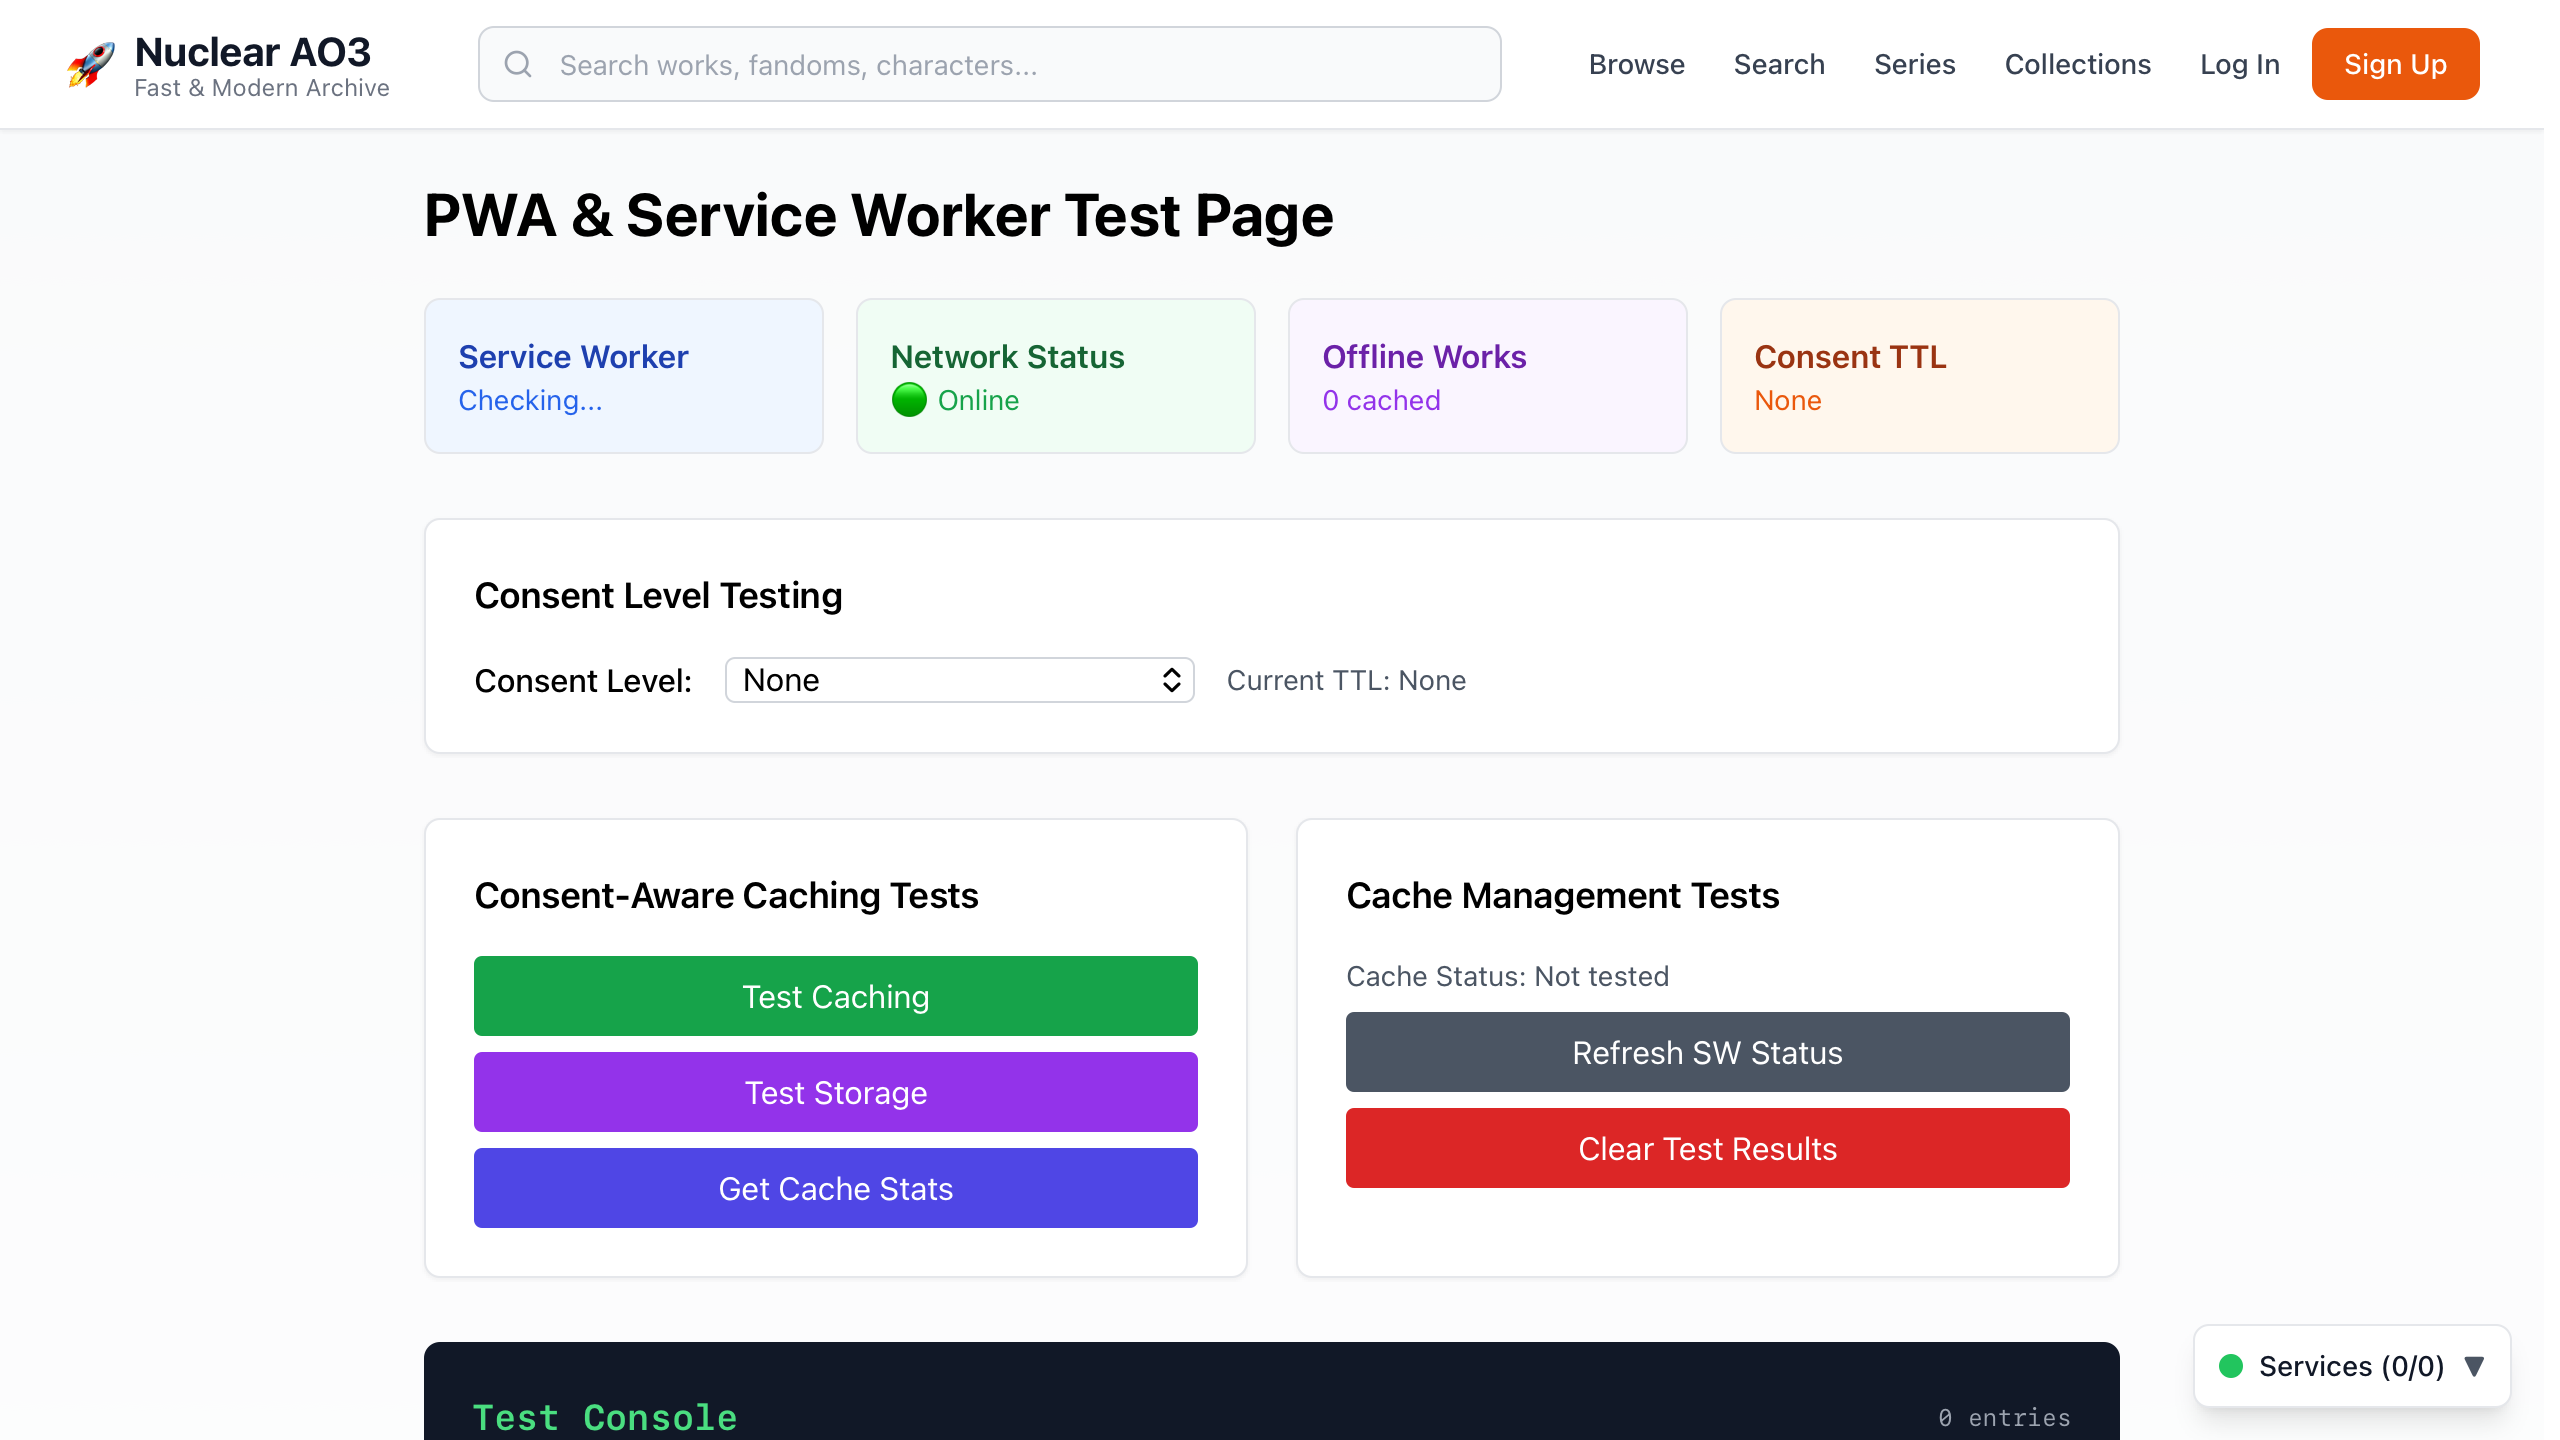 Nuclear AO3
Fast & Modern Archive
Search works, fandoms, characters...
Browse
Search
Series
Collections
Log In
Sign Up
PWA & Service Worker Test Page
Service Worker
Checking...
Network Status
Online
Offline Works
0 cached
Consent TTL
None
Consent Level Testing
Consent Level:
None
Current TTL: None
Consent-Aware Caching Tests
Test Caching
Test Storage
Get Cache Stats
Cache Management Tests
Cache Status: Not tested
Refresh SW Status
Clear Test Results
Services (0/0)
Test Console
0 entries